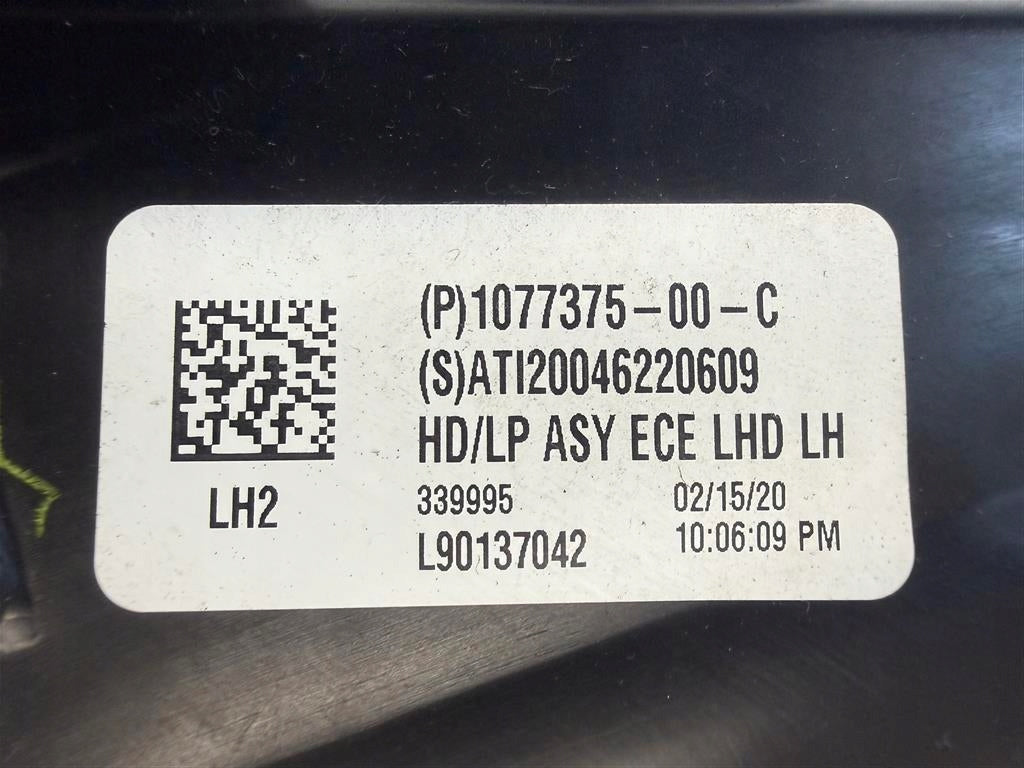 (P)1077375-00-C
(S)ATI20046220609
HD/LP ASY ECE LHD LH
339995 02/15/20
L90137042 10:06:09 PM
LH2